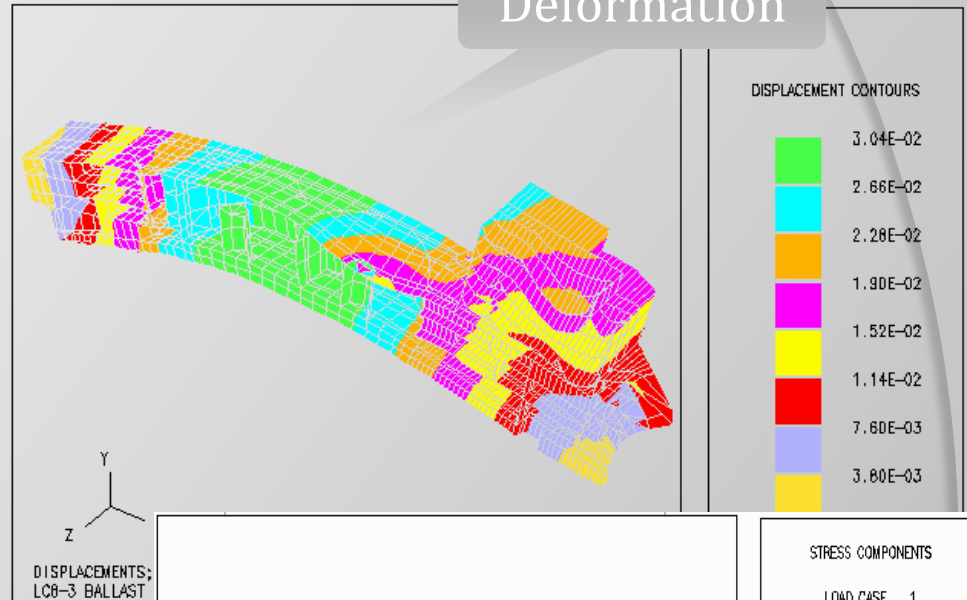 Deformation
DISPLACEMENT CONTOURS
3.04E-02
2.66E-02
2.28E-02
1.90E-02
1.52E-02
1.14E-02
7.60E-03
3.80E-03
Y
Z
DISPLACEMENTS;
LC8-3 BALLAST
STRESS COMPONENTS
LOAD CASE 1